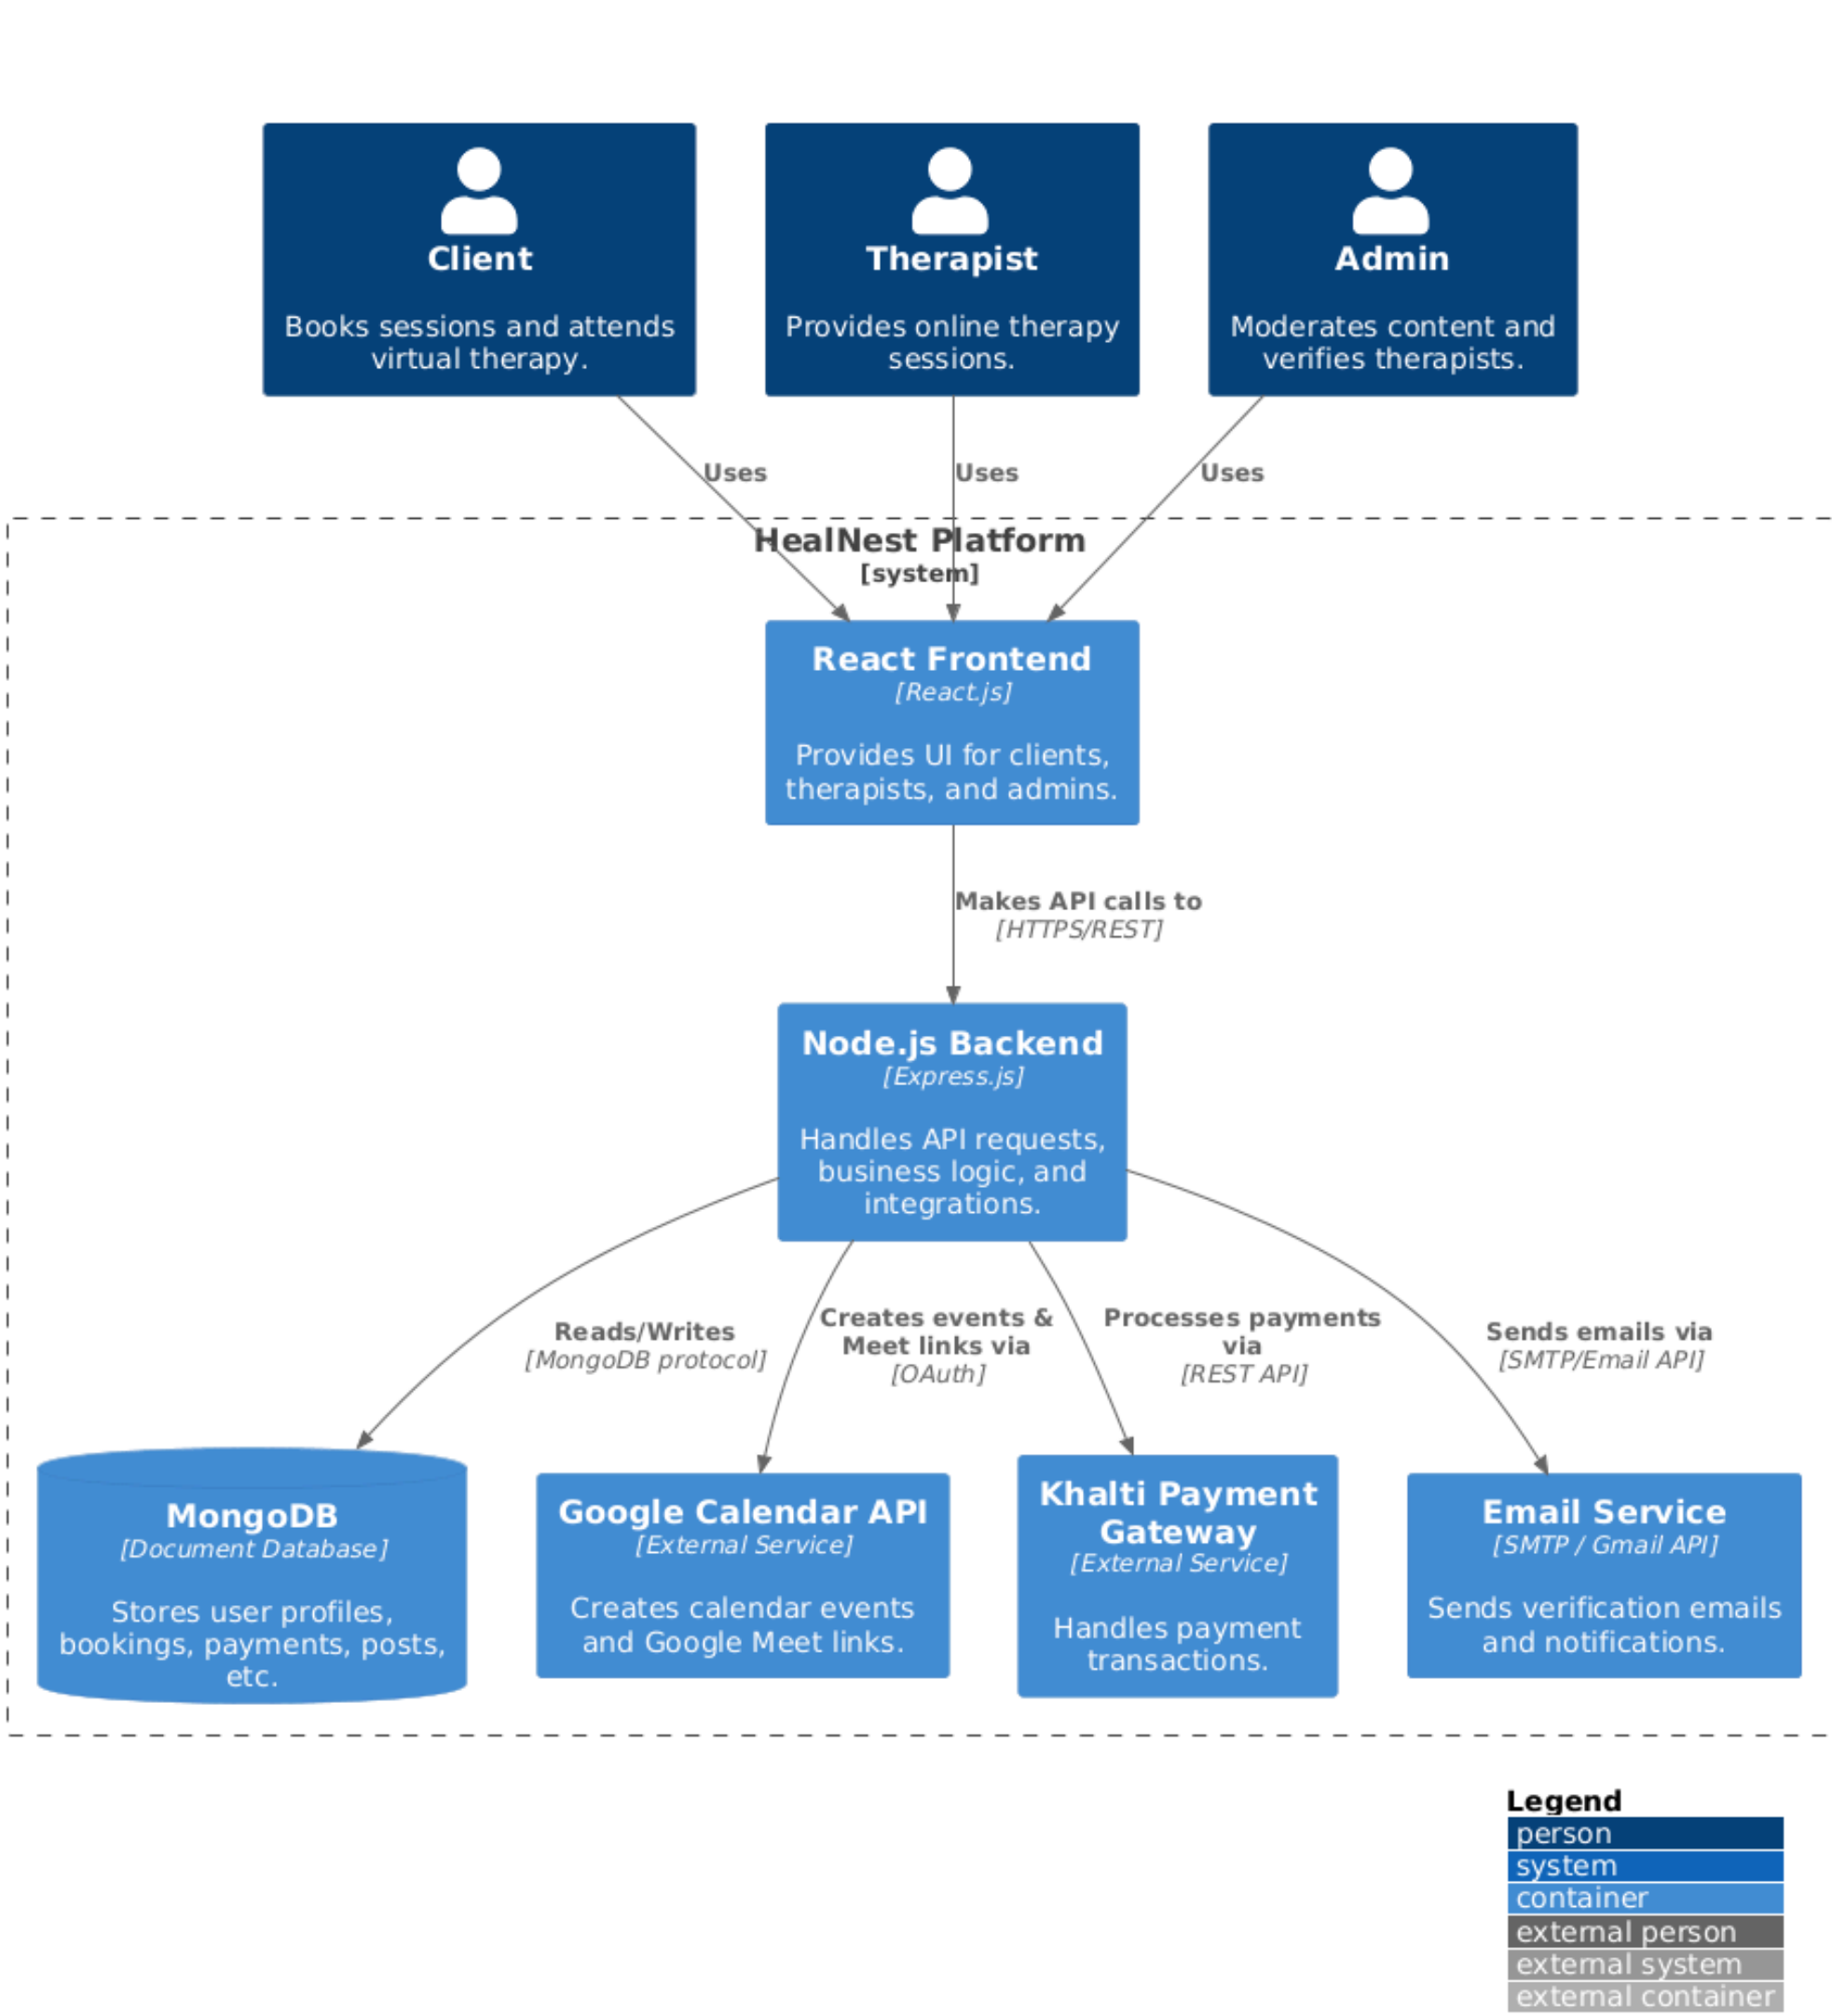 Client
Books sessions and attends
virtual therapy.
Therapist
Provides online therapy
sessions.
Admin
Moderates content and
verifies therapists.
Uses
Uses
Uses
HealNest Platform
[system]
React Frontend
[React.js]
Provides UI for clients,
therapists, and admins.
Makes API calls to
[HTTPS/REST]
Node.js Backend
[Express.js]
Handles API requests,
business logic, and
integrations.
Reads/Writes
[MongoDB protocol]
Creates events &
Meet links via
[OAuth]
Processes payments
via
[REST API]
Sends emails via
[SMTP/Email API]
MongoDB
[Document Database]
Stores user profiles,
bookings, payments, posts,
etc.
Google Calendar API
[External Service]
Creates calendar events
and Google Meet links.
Khalti Payment
Gateway
[External Service]
Handles payment
transactions.
Email Service
[SMTP / Gmail API]
Sends verification emails
and notifications.
Legend
person
system
container
external person
external system
external container